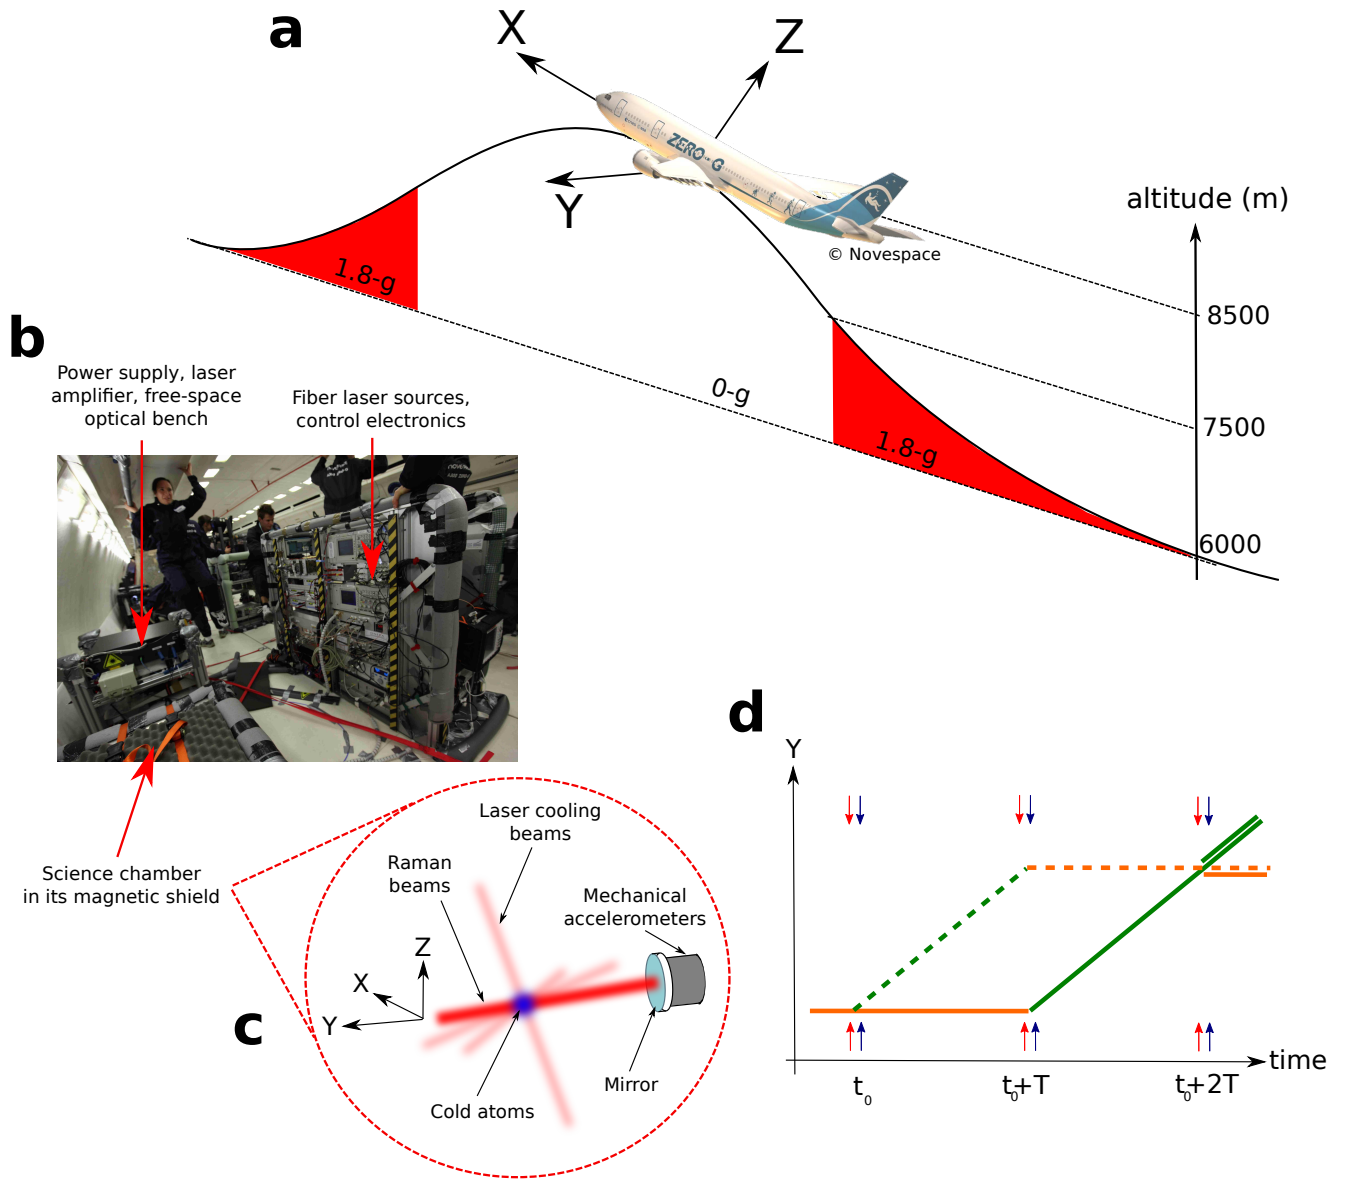 a
X
Z
ZERO-G
Y
© Novespace
altitude (m)
8500
7500
6000
1.8-g
0-g
1.8-g
b
Power supply, laser
amplifier, free-space
optical bench
Fiber laser sources,
control electronics
Science chamber
in its magnetic shield
c
Laser cooling
beams
Raman
beams
Mechanical
accelerometers
Z
X
Y
Mirror
Cold atoms
d
Y
time
t₀
t₀+T
t₀+2T